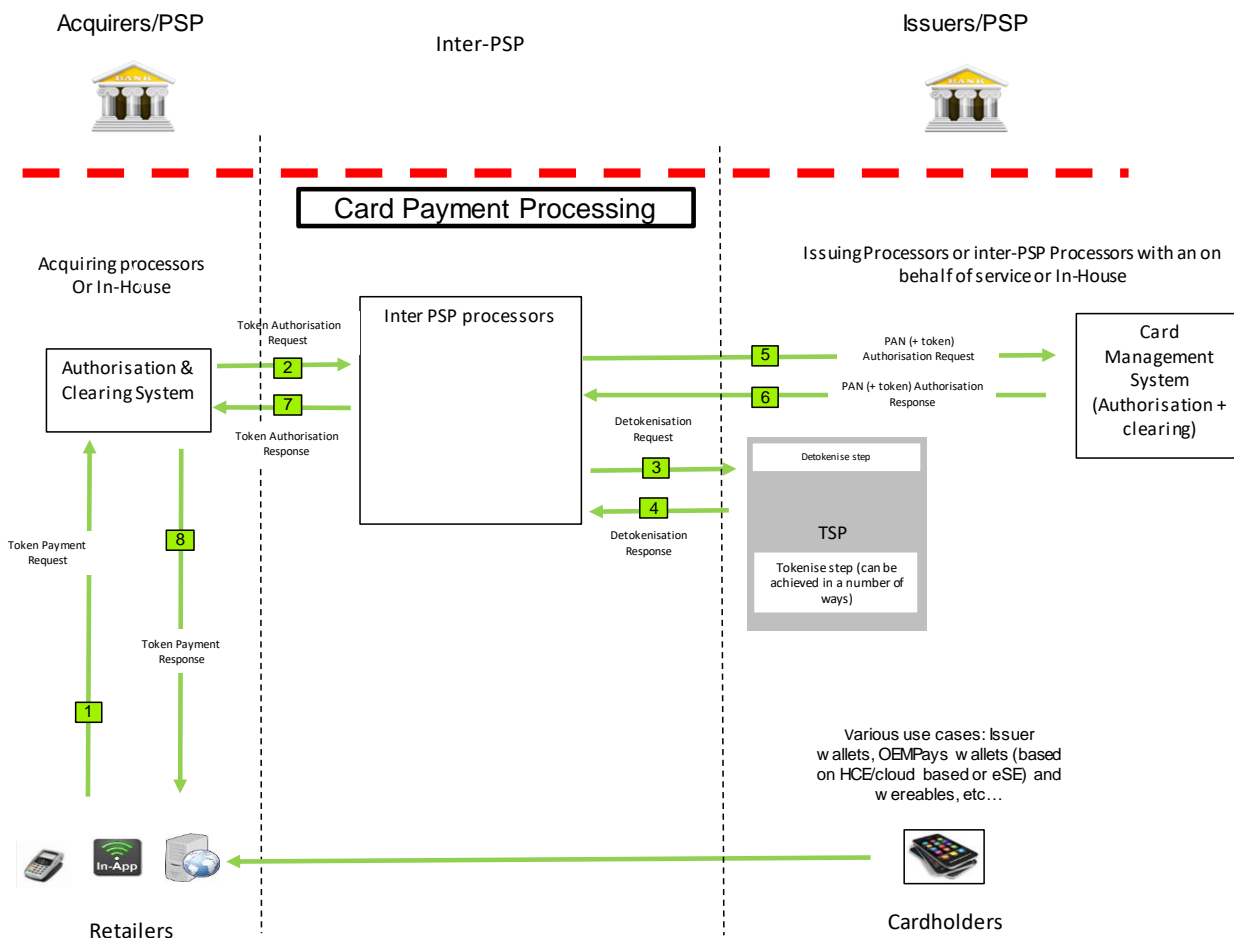 Acquirers/PSP
Inter-PSP
Issuers/PSP
BANK
BANK
Card Payment Processing
Acquiring processors
Or In-House
Issuing Processors or inter-PSP Processors with an on
behalf of service or In-House
Token Authorisation
Request
2
7
Token Authorisation
Response
Authorisation &
Clearing System
Inter PSP processors
5
PAN (+ token)
Authorisation Request
6
PAN (+ token) Authorisation
Response
Card
Management
System
(Authorisation +
clearing)
Detokenisation
Request
3
4
Detokenisation
Response
Detokenise step
TSP
Tokenise step (can be
achieved in a number of
ways)
Token Payment
Request
8
Token Payment
Response
1
Various use cases: Issuer
wallets, OEMPays wallets (based
on HCE/cloud based or eSE) and
wereables, etc…
In-App
Retailers
Cardholders